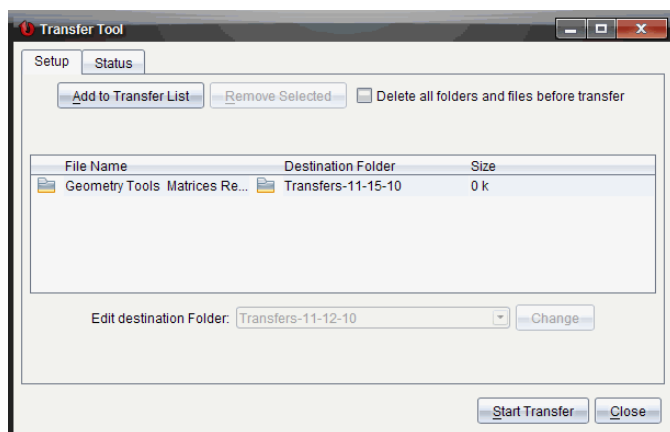 Transfer Tool
Setup Status
Add to Transfer List Remove Selected Delete all folders and files before transfer
File Name Destination Folder Size
Geometry Tools Matrices Re... Transfers-11-15-10 0 k
Edit destination Folder: Transfers-11-12-10 Change
Start Transfer Close